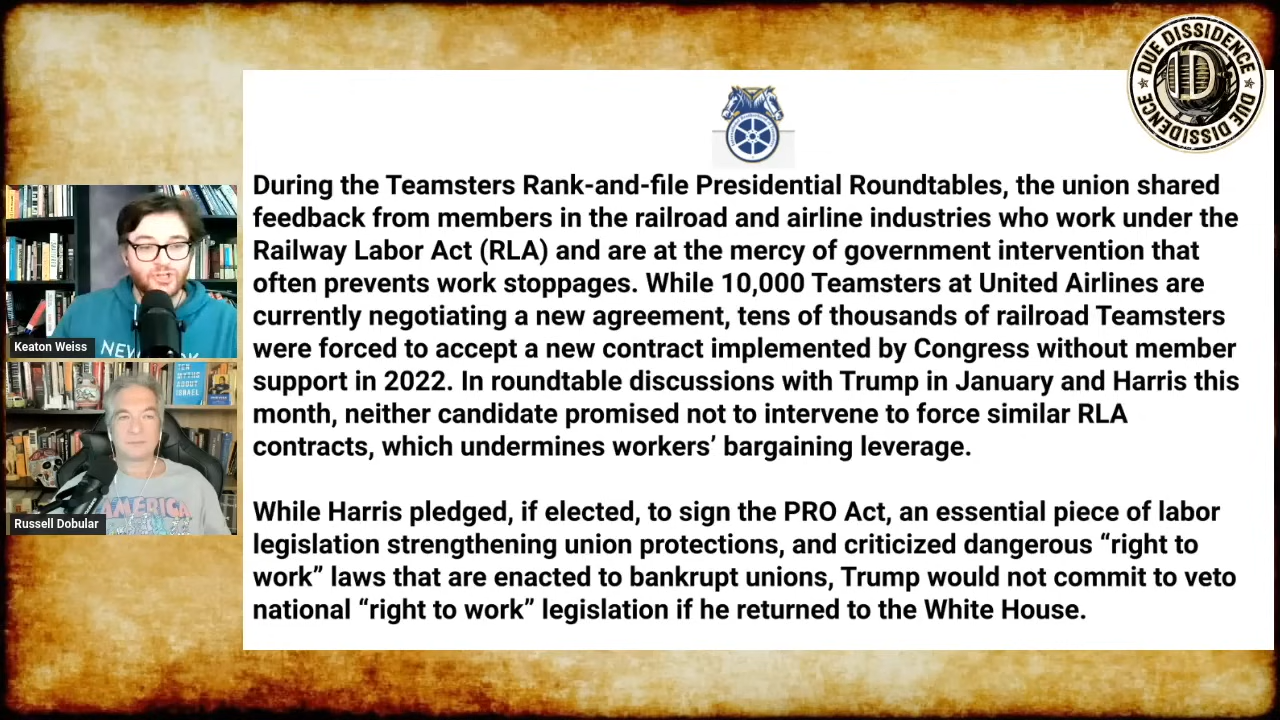 DUE DISSIDENCE
DUE DISSIDENCE
D
During the Teamsters Rank-and-file Presidential Roundtables, the union shared
feedback from members in the railroad and airline industries who work under the
Railway Labor Act (RLA) and are at the mercy of government intervention that
often prevents work stoppages. While 10,000 Teamsters at United Airlines are
currently negotiating a new agreement, tens of thousands of railroad Teamsters
were forced to accept a new contract implemented by Congress without member
support in 2022. In roundtable discussions with Trump in January and Harris this
month, neither candidate promised not to intervene to force similar RLA
contracts, which undermines workers’ bargaining leverage.
While Harris pledged, if elected, to sign the PRO Act, an essential piece of labor
legislation strengthening union protections, and criticized dangerous “right to
work” laws that are enacted to bankrupt unions, Trump would not commit to veto
national “right to work” legislation if he returned to the White House.
Keaton Weiss
AMERICA
Russell Dobular